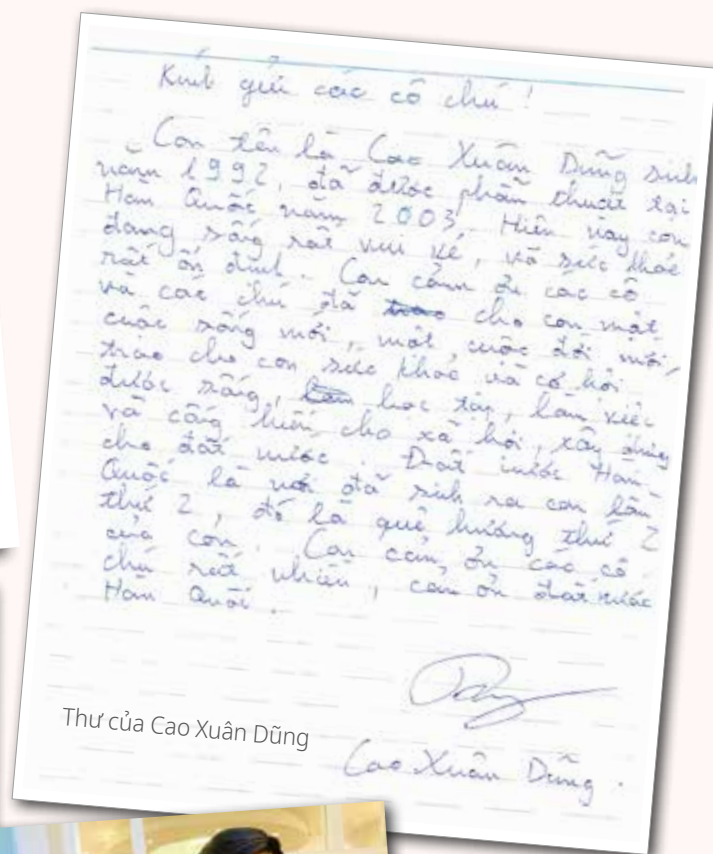 Kính gửi các cô chú !
Con tên là Cao Xuân Dũng sinh
năm 1992, đã được phẫu thuật tại
Hàn Quốc năm 2003. Hiện nay con
đang sống rất vui vẻ, và sức khoẻ
rất ổn định. Con cảm ơn các cô
và các chú đã trao cho con một
cuộc sống mới, một cuộc đời mới,
trao cho con sức khoẻ và cơ hội
được sống, học tập, làm việc
và cống hiến cho xã hội, xây dựng
cho đất nước. Đất nước Hàn
Quốc là nơi đã sinh ra con lần
thứ 2, đó là quê hương thứ 2
của con. Con cảm ơn các cô
chú rất nhiều, cảm ơn đất nước
Hàn Quốc.
Thư của Cao Xuân Dũng
Cao Xuân Dũng.